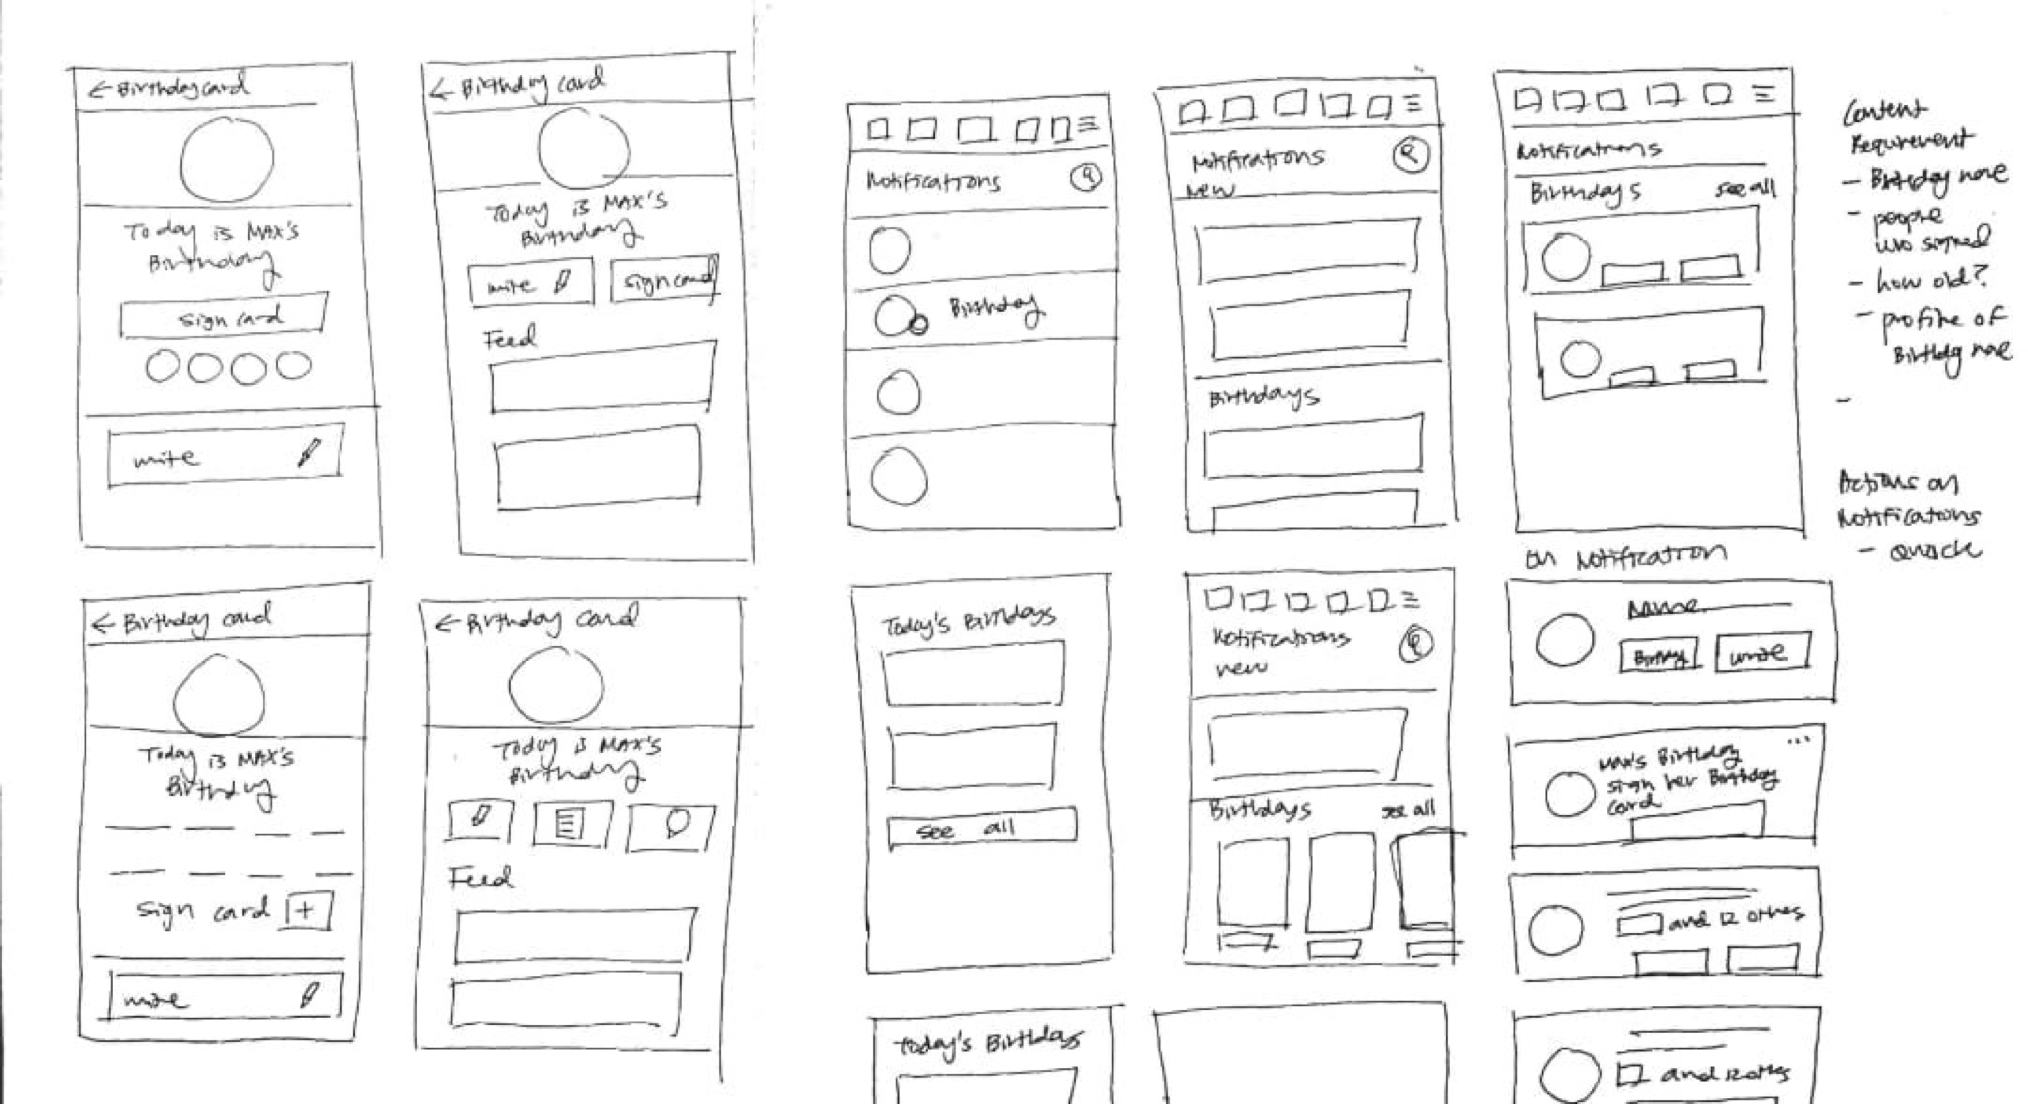 ← Birthday card
Today is MAX's
Birthday
sign card
write
← Birthday card
Today is MAX's
Birthday
write
sign card
Feed
← Birthday card
Today is MAX's
Birthday
sign card +
write
← Birthday card
Today is MAX's
Birthday
Feed
Notifications
Birthday
Notifications
new
Birthdays
Notifications
Birthdays see all
Content
Requirement
- Birthday
- people
who signed
- how old?
- profile of
Birthday
-
Actions on
Notifications
-
Today's Birthdays
see all
Notifications
new
Birthdays see all
on Notification
Name
Birthday
write
MAX's Birthday ...
sign her Birthday
card
and 12 others
Today's Birthdays
and 12 others